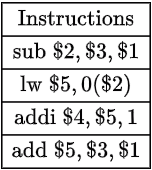 Instructions
sub $2, $3, $1
lw $5, 0($2)
addi $4, $5, 1
add $5, $3, $1